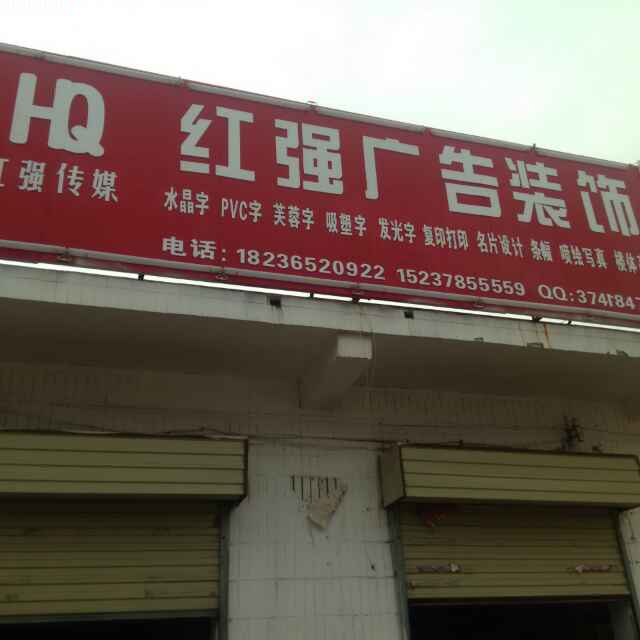 HQ 红强广告装饰
红强传媒
水晶字 PVC字 芙蓉字 吸塑字 发光字 复印打印 名片设计 条幅 喷绘写真
电话:18236520922 15237855559 QQ: